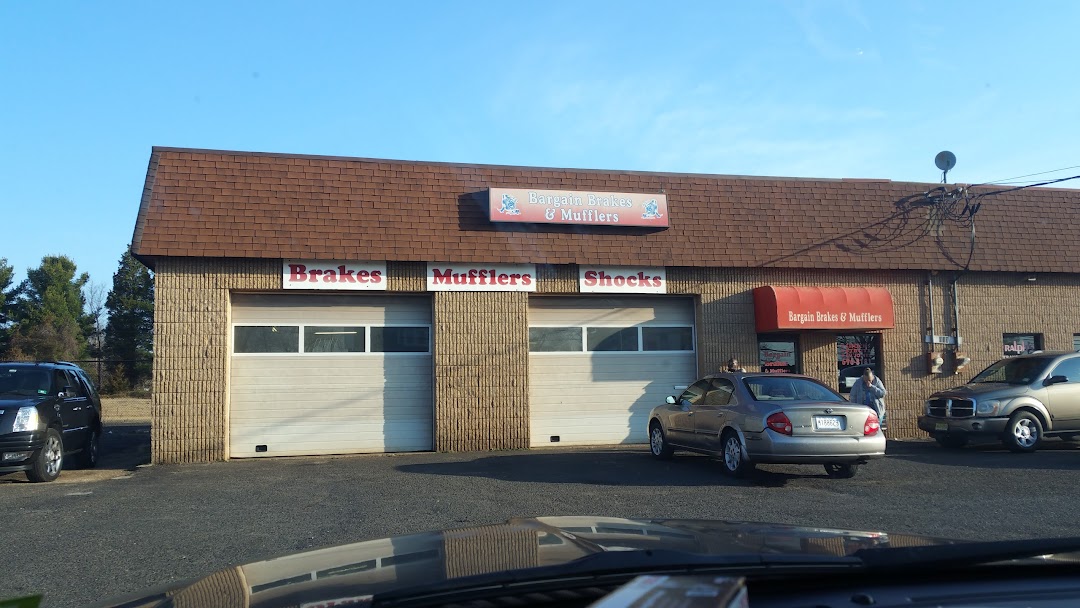 Bargain Brakes
& Mufflers
Brakes
Mufflers
Shocks
Bargain Brakes & Mufflers